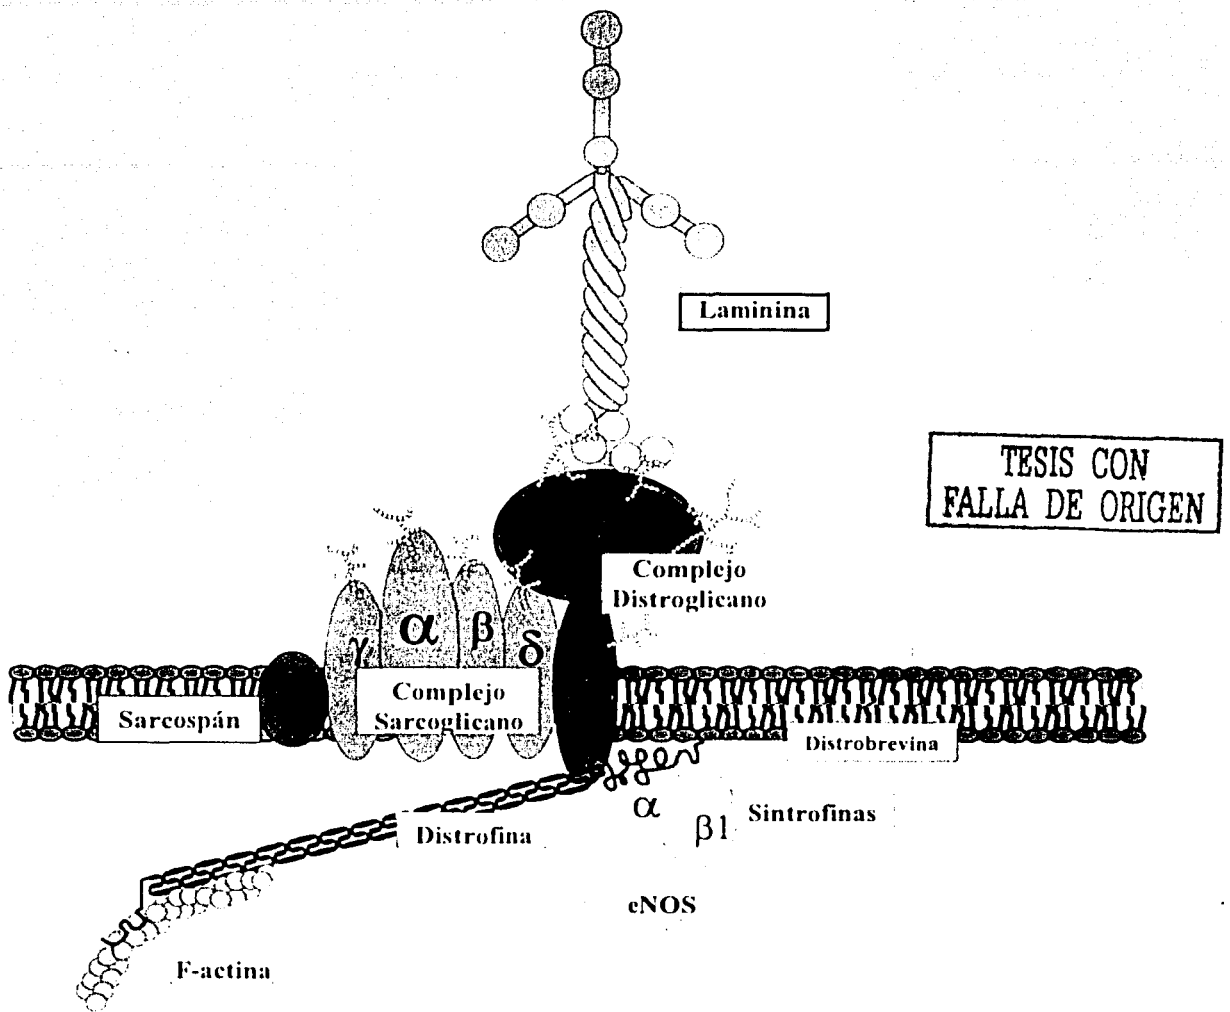 Laminina
TESIS CON
FALLA DE ORIGEN
Complejo
Distroglicano
γ
α
β
δ
Complejo
Sarcoglicano
Sarcospán
Distrobrevina
α
β1
Sintrofinas
Distrofina
eNOS
F-actina